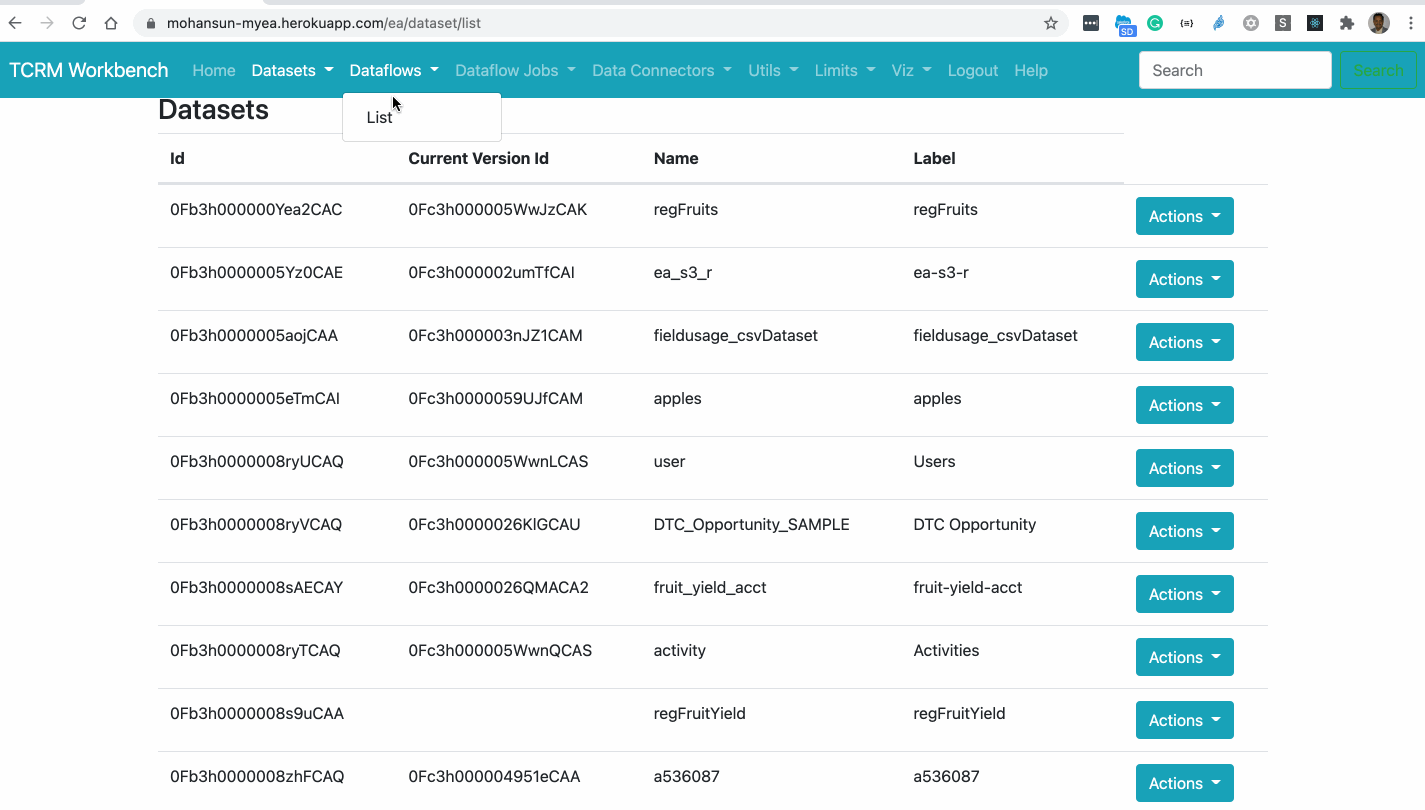 mohansun-myea.herokuapp.com/ea/dataset/list
SD
S
TCRM Workbench Home Datasets Dataflows Dataflow Jobs Data Connectors Utils Limits Viz Logout Help Search Search
Datasets
List
Id Current Version Id Name Label
0Fb3h000000Yea2CAC 0Fc3h000005WwJzCAK regFruits regFruits Actions
0Fb3h0000005Yz0CAE 0Fc3h000002umTfCAI ea_s3_r ea-s3-r Actions
0Fb3h0000005aojCAA 0Fc3h000003nJZ1CAM fieldusage_csvDataset fieldusage_csvDataset Actions
0Fb3h0000005eTmCAI 0Fc3h0000059UJfCAM apples apples Actions
0Fb3h0000008ryUCAQ 0Fc3h000005WwnLCAS user Users Actions
0Fb3h0000008ryVCAQ 0Fc3h0000026KlGCAU DTC_Opportunity_SAMPLE DTC Opportunity Actions
0Fb3h0000008sAECAY 0Fc3h0000026QMACA2 fruit_yield_acct fruit-yield-acct Actions
0Fb3h0000008ryTCAQ 0Fc3h000005WwnQCAS activity Activities Actions
0Fb3h0000008s9uCAA regFruitYield regFruitYield Actions
0Fb3h0000008zhFCAQ 0Fc3h000004951eCAA a536087 a536087 Actions